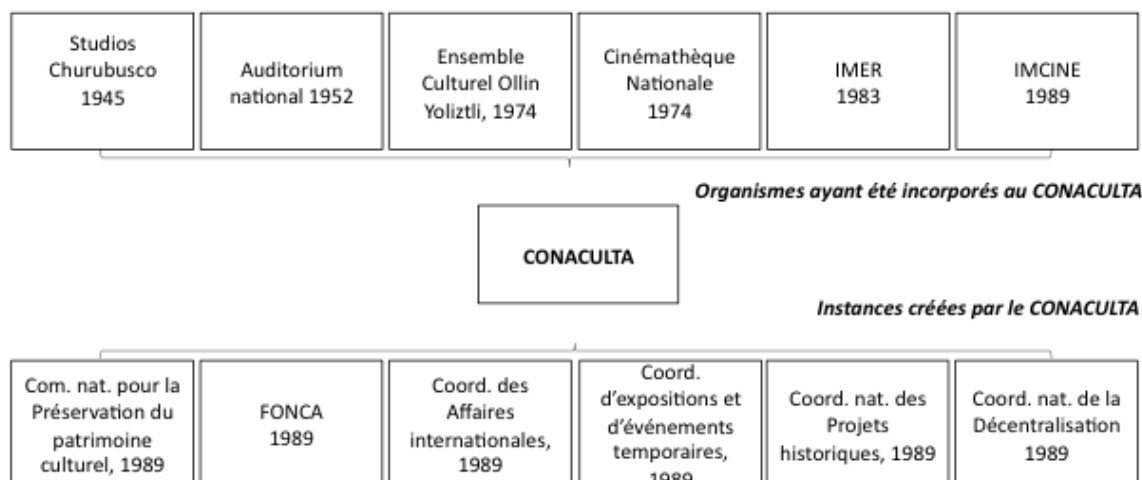 Studios
Churubusco
1945
Auditorium
national 1952
Ensemble
Culturel Ollin
Yoliztli, 1974
Cinémathèque
Nationale
1974
IMER
1983
IMCINE
1989
Organismes ayant été incorporés au CONACULTA
CONACULTA
Instances créées par le CONACULTA
Com. nat. pour la
Préservation du
patrimoine
culturel, 1989
FONCA
1989
Coord. des
Affaires
internationales,
1989
Coord.
d'expositions et
d'événements
temporaires,
1989
Coord. nat. des
Projets
historiques, 1989
Coord. nat. de la
Décentralisation
1989